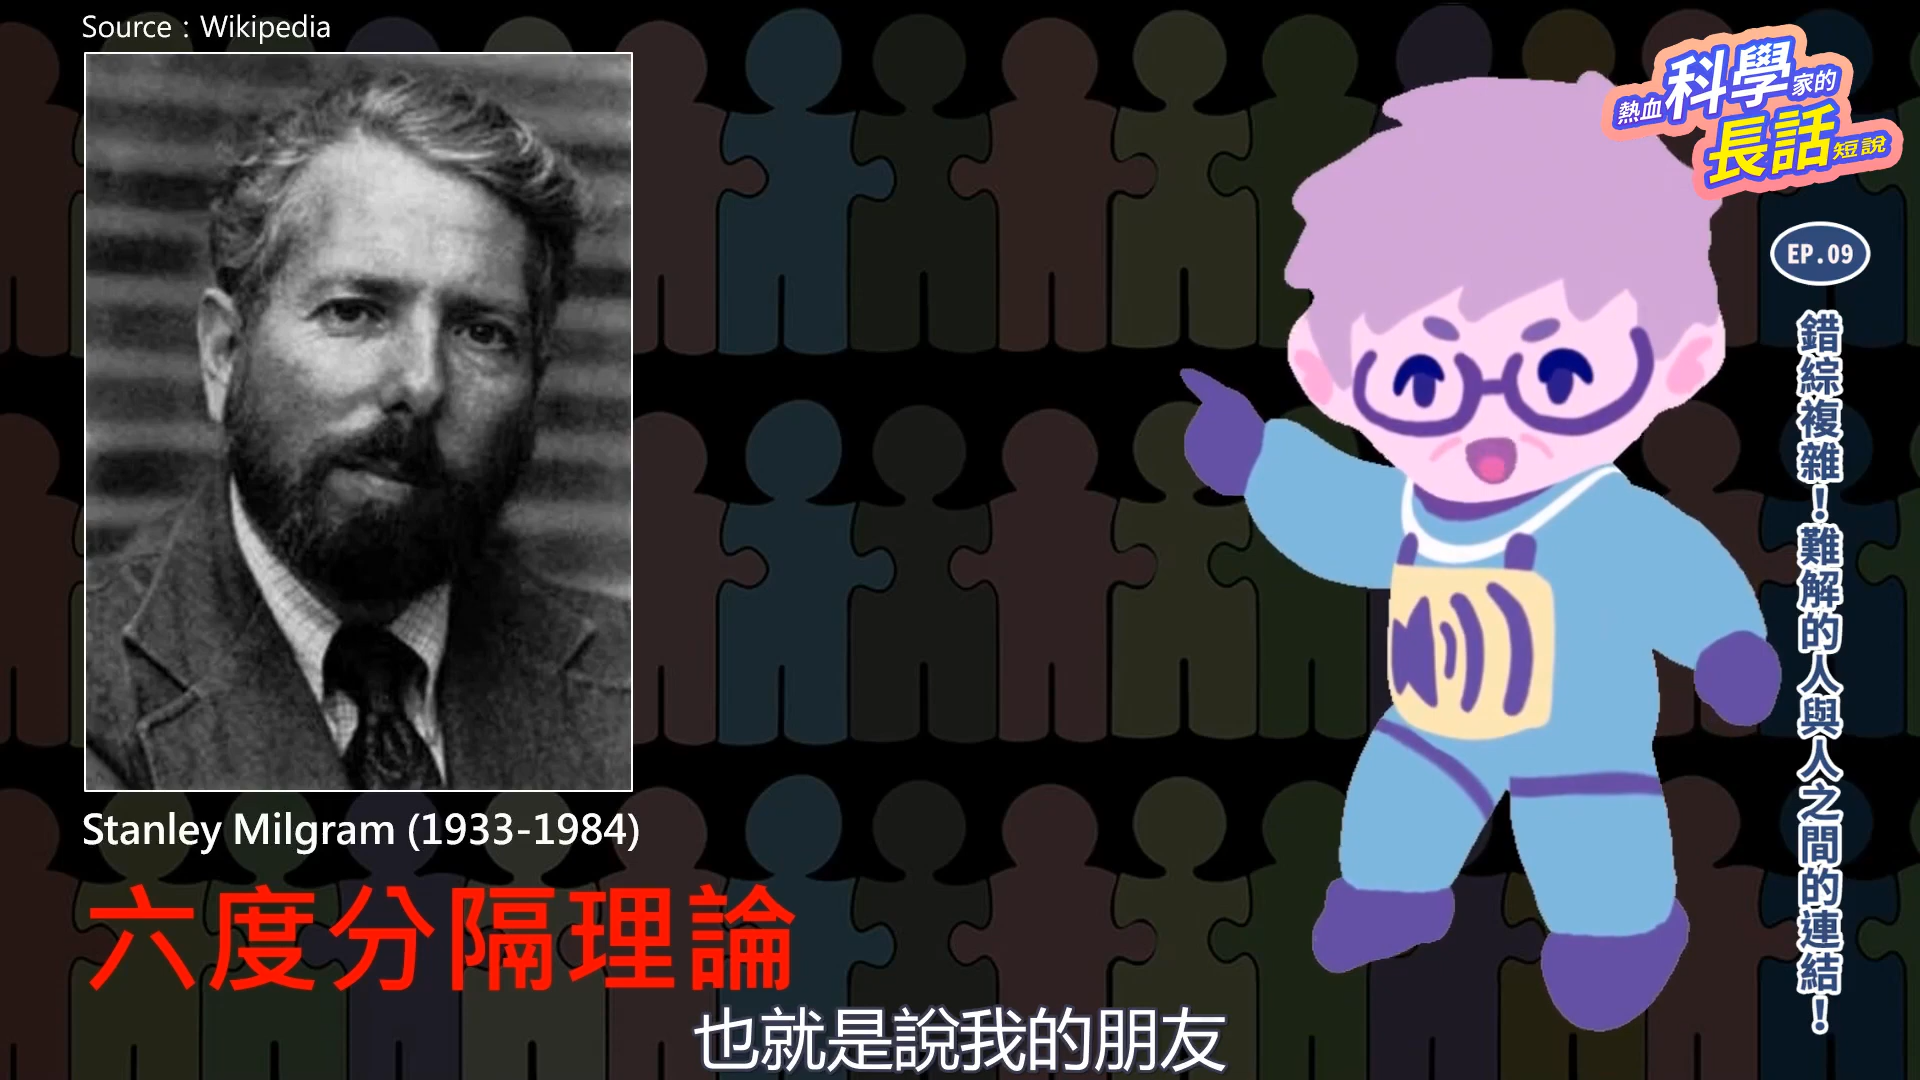 Source：Wikipedia
熱血科學家的
長話短說
EP.09
錯綜複雜！難解的人與人之間的連結！
Stanley Milgram (1933-1984)
六度分隔理論
也就是說我的朋友